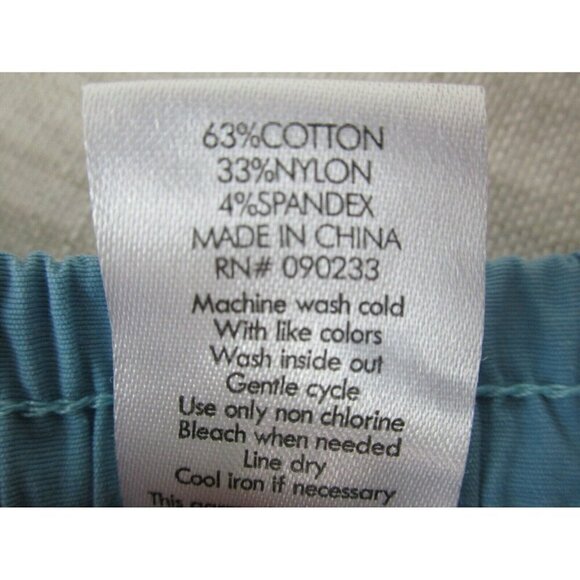 63%COTTON
33%NYLON
4%SPANDEX
MADE IN CHINA
RN# 090233
Machine wash cold
With like colors
Wash inside out
Gentle cycle
Use only non chlorine
Bleach when needed
Line dry
Cool iron if necessary
This